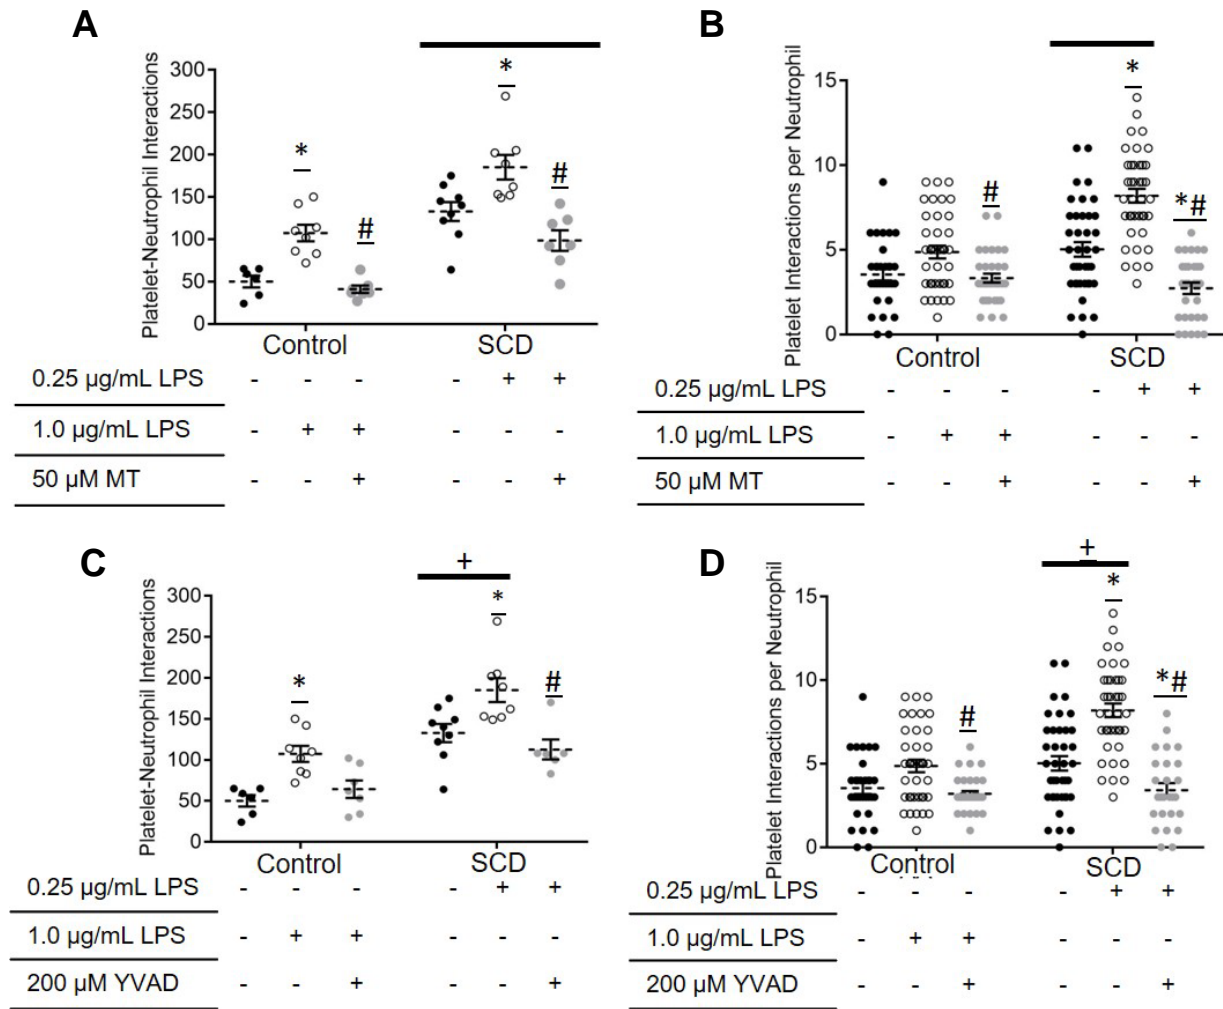 A
Platelet-Neutrophil Interactions
300
250
200
150
100
50
0
*
#
*
#
Control
SCD
0.25 µg/mL LPS - - - - + +
1.0 µg/mL LPS - + + - - -
50 µM MT - - + - - +
B
Platelet Interactions per Neutrophil
15
10
5
0
#
*
*#
Control
SCD
0.25 µg/mL LPS - - - - + +
1.0 µg/mL LPS - + + - - -
50 µM MT - - + - - +
C
Platelet-Neutrophil Interactions
300
250
200
150
100
50
0
*
+
*
#
Control
SCD
0.25 µg/mL LPS - - - - + +
1.0 µg/mL LPS - + + - - -
200 µM YVAD - - + - - +
D
Platelet Interactions per Neutrophil
15
10
5
0
#
+
*
*#
Control
SCD
0.25 µg/mL LPS - - - - + +
1.0 µg/mL LPS - + + - - -
200 µM YVAD - - + - - +